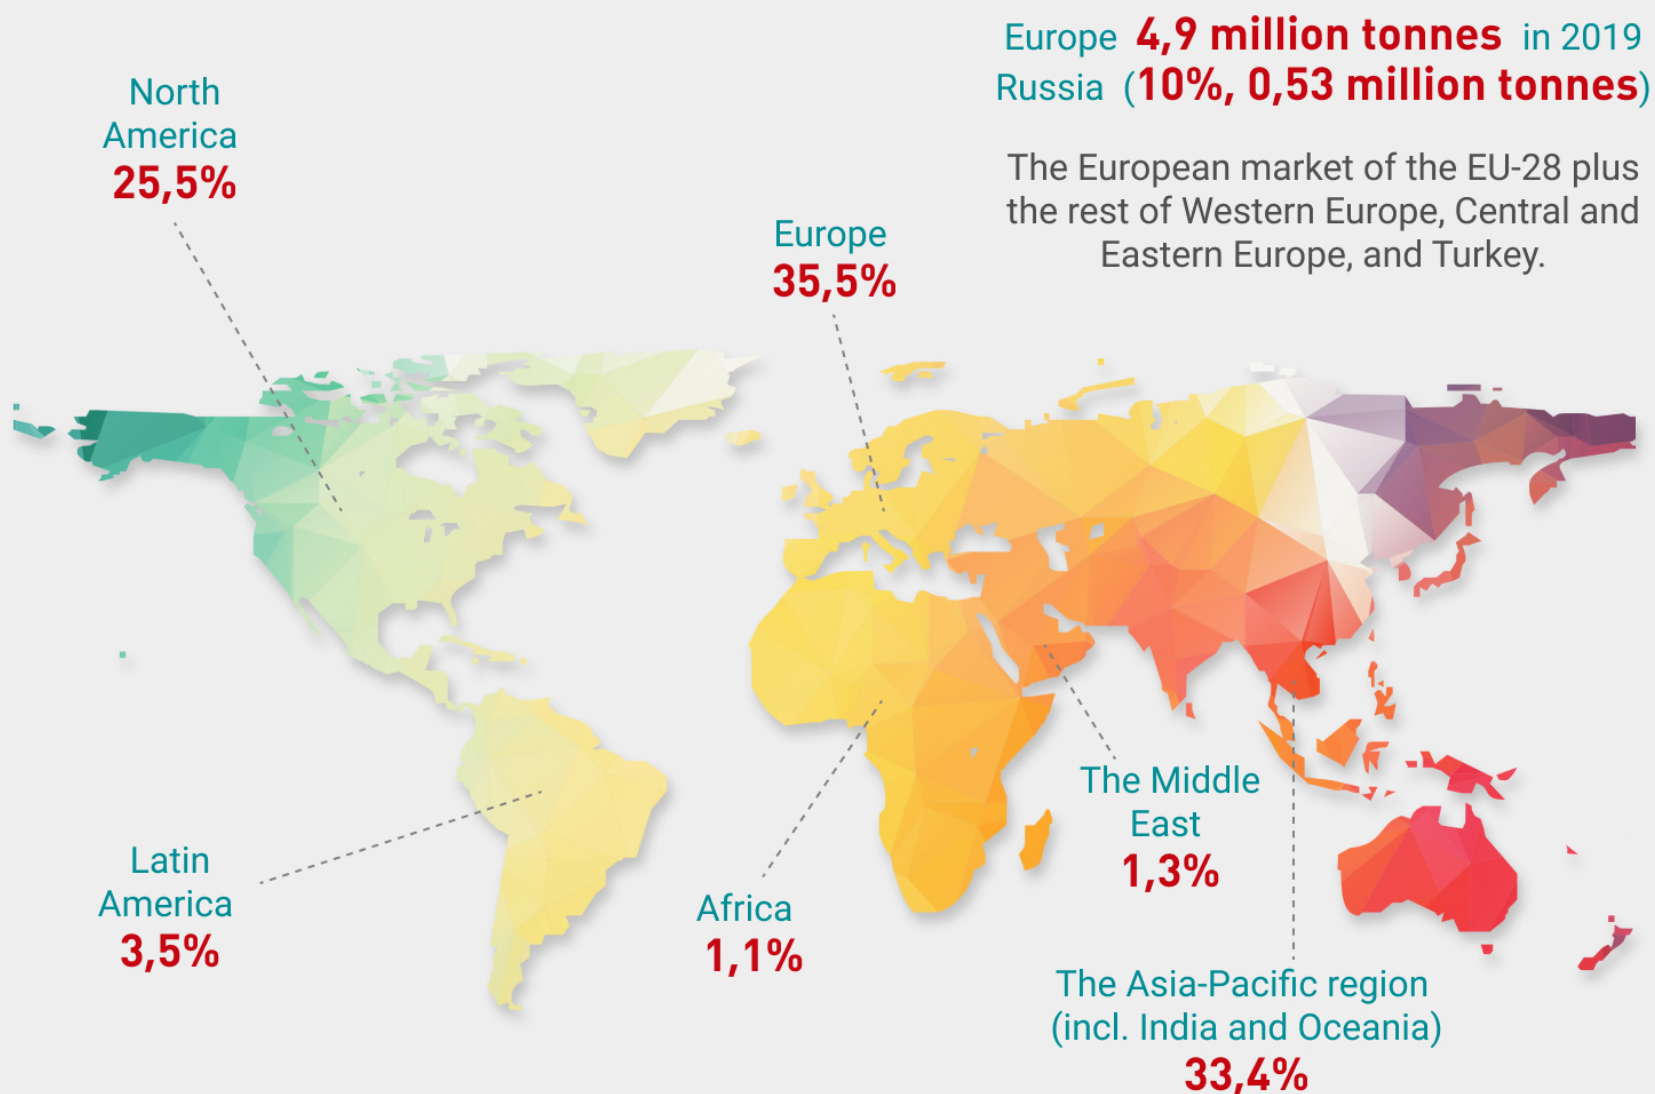 Europe 4,9 million tonnes in 2019
Russia (10%, 0,53 million tonnes)
The European market of the EU-28 plus
the rest of Western Europe, Central and
Eastern Europe, and Turkey.
North
America
25,5%
Europe
35,5%
Latin
America
3,5%
Africa
1,1%
The Middle
East
1,3%
The Asia-Pacific region
(incl. India and Oceania)
33,4%